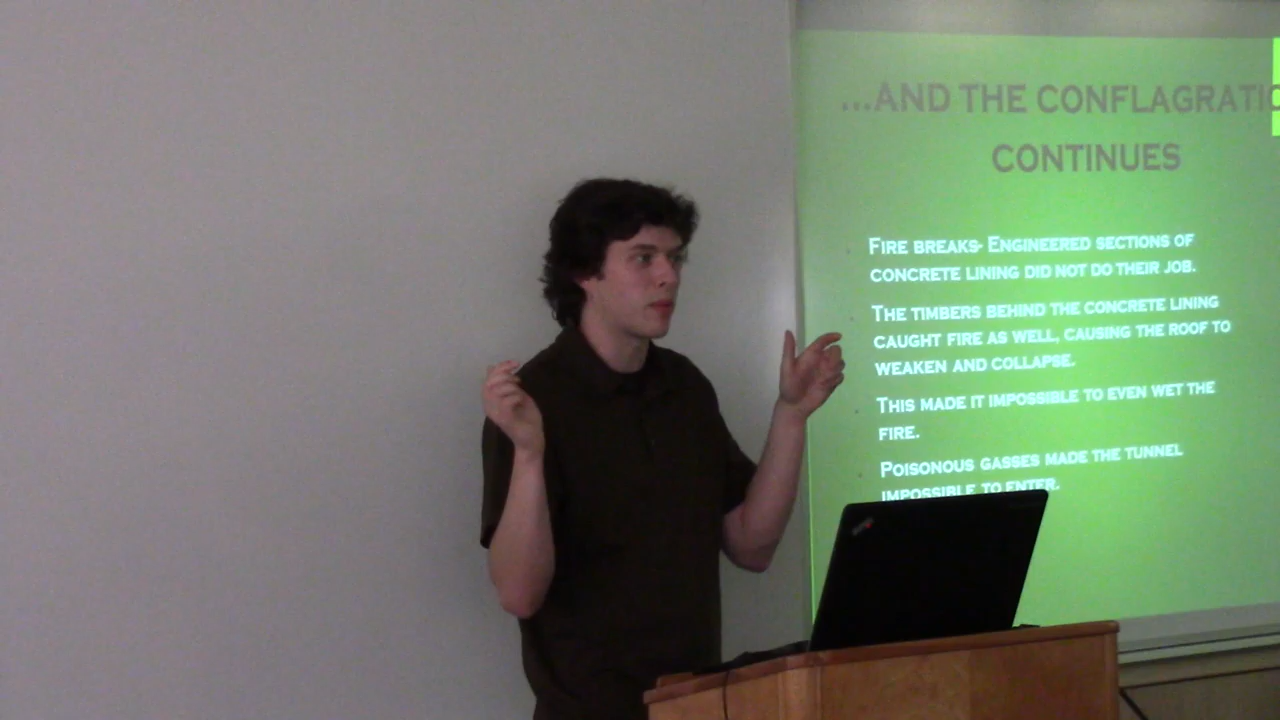 ...AND THE CONFLAGRATIO
CONTINUES
FIRE BREAKS- ENGINEERED SECTIONS OF
CONCRETE LINING DID NOT DO THEIR JOB.
THE TIMBERS BEHIND THE CONCRETE LINING
CAUGHT FIRE AS WELL, CAUSING THE ROOF TO
WEAKEN AND COLLAPSE.
THIS MADE IT IMPOSSIBLE TO EVEN WET THE
FIRE.
POISONOUS GASSES MADE THE TUNNEL
IMPOSSIBLE TO ENTER.